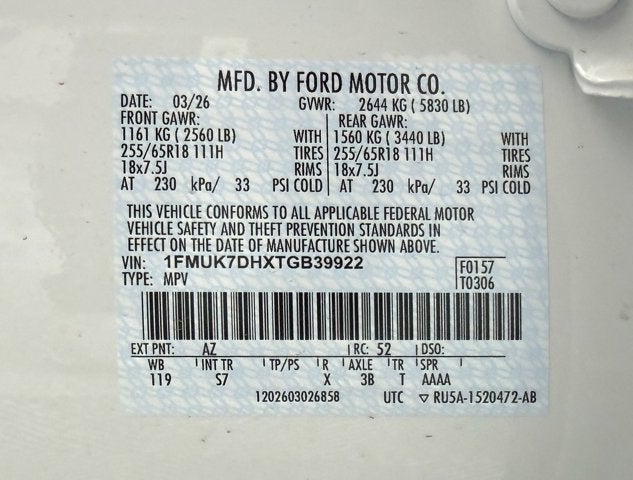 MFD. BY FORD MOTOR CO.
DATE: 03/26 GVWR: 2644 KG ( 5830 LB)
FRONT GAWR: REAR GAWR:
1161 KG ( 2560 LB) WITH 1560 KG ( 3440 LB) WITH
255/65R18 111H TIRES 255/65R18 111H TIRES
18x7.5J RIMS 18x7.5J RIMS
AT 230 kPa/ 33 PSI COLD AT 230 kPa/ 33 PSI COLD
THIS VEHICLE CONFORMS TO ALL APPLICABLE FEDERAL MOTOR
VEHICLE SAFETY AND THEFT PREVENTION STANDARDS IN
EFFECT ON THE DATE OF MANUFACTURE SHOWN ABOVE.
VIN: 1FMUK7DHXTGB39922 F0157
TYPE: MPV T0306
EXT PNT: AZ RC: 52 DSO:
WB INT TR TP/PS R AXLE TR SPR
119 S7 X 3B T AAAA
1202603026858 UTC ▽ RU5A-1520472-AB